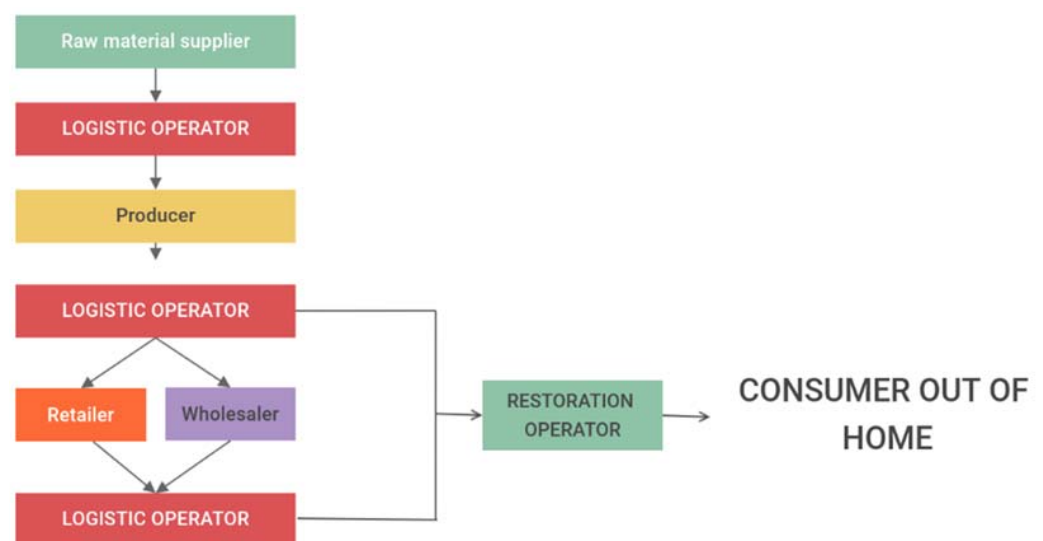 Raw material supplier
LOGISTIC OPERATOR
Producer
LOGISTIC OPERATOR
Retailer
Wholesaler
LOGISTIC OPERATOR
RESTORATION
OPERATOR
CONSUMER OUT OF
HOME